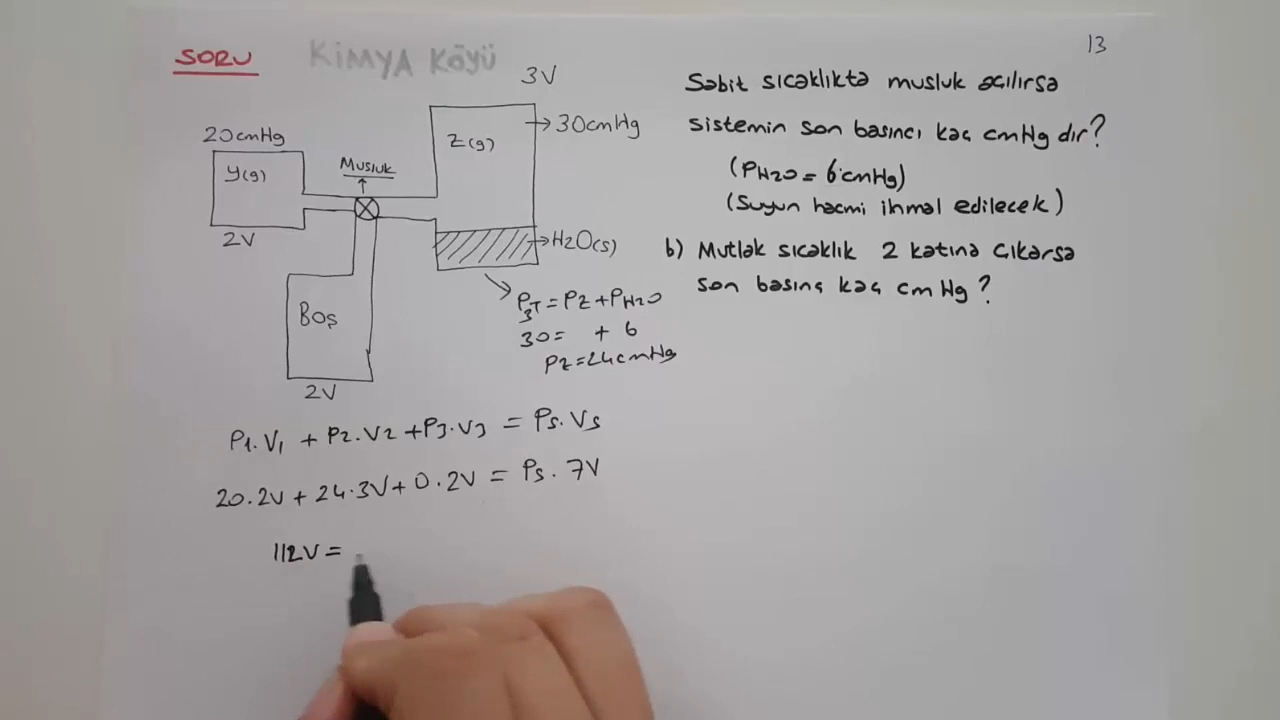 SORU
KİMYA KÖYÜ
13
3V
20cmHg
Y(g)
2V
Musluk
Z(g)
30cmHg
H2O(s)
Boş
2V
PT=PZ+PH2O
3
30= + 6
PZ=24cmHg
Sabit sıcaklıkta musluk açılırsa
sistemin son basıncı kaç cmHg dır?
(PH2O = 6 cmHg)
(Suyun hacmi ihmal edilecek)
b) Mutlak sıcaklık 2 katına çıkarsa
son basınç kaç cmHg?
P1.V1 + P2.V2 +P3.V3 = Ps.Vs
20.2V + 24.3V + 0.2V = Ps. 7V
112V =